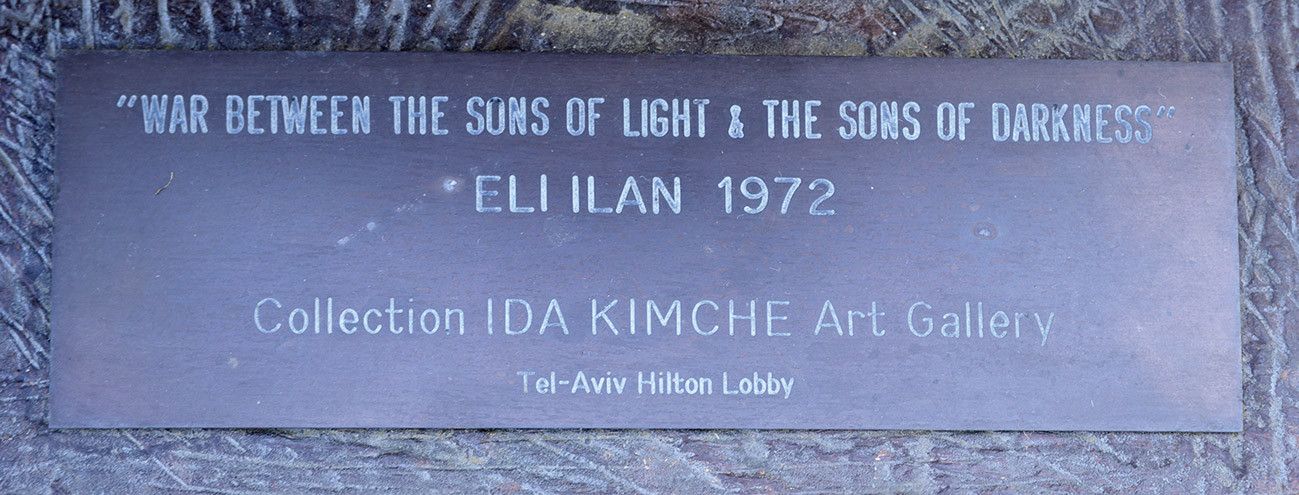 “WAR BETWEEN THE SONS OF LIGHT & THE SONS OF DARKNESS”
ELI ILAN 1972
Collection IDA KIMCHE Art Gallery
Tel-Aviv Hilton Lobby